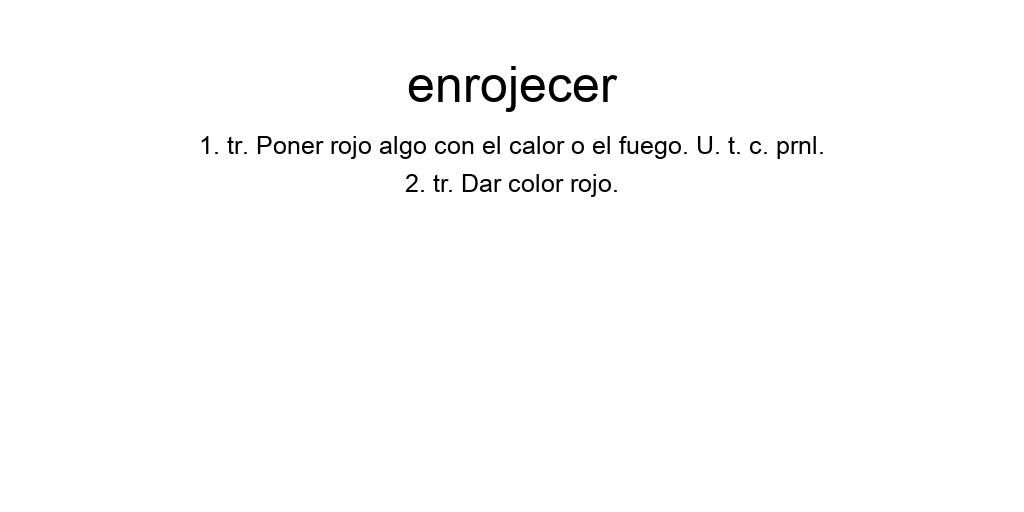 enrojecer
1. tr. Poner rojo algo con el calor o el fuego. U. t. c. prnl.
2. tr. Dar color rojo.